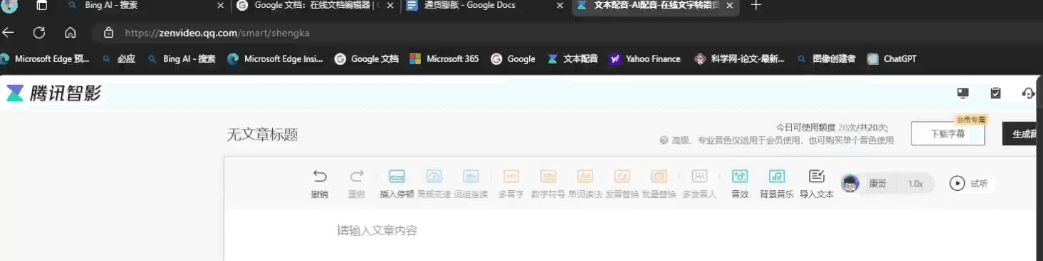 Bing AI - 搜索
Google 文档：在线文档编辑器 |
通货膨胀 - Google Docs
文本配音-AI配音-在线文字转语音
https://zenvideo.qq.com/smart/shengka
Microsoft Edge 预...
必应
Bing AI - 搜索
Microsoft Edge Insi...
Google 文档
Microsoft 365
Google
文本配音
Yahoo Finance
科学网-论文-最新...
图像创建者
ChatGPT
腾讯智影
无文章标题
今日可使用额度 20次/共20次;
高级、专业音色仅适用于会员使用，也可购买单个音色使用
会员专属
下载字幕
生成音
撤销
重做
插入停顿
局部变速
词组连读
多音字
数字符号
单词读法
发音替换
批量替换
多发音人
音效
背景音乐
导入文本
康哥
1.0x
试听
请输入文章内容